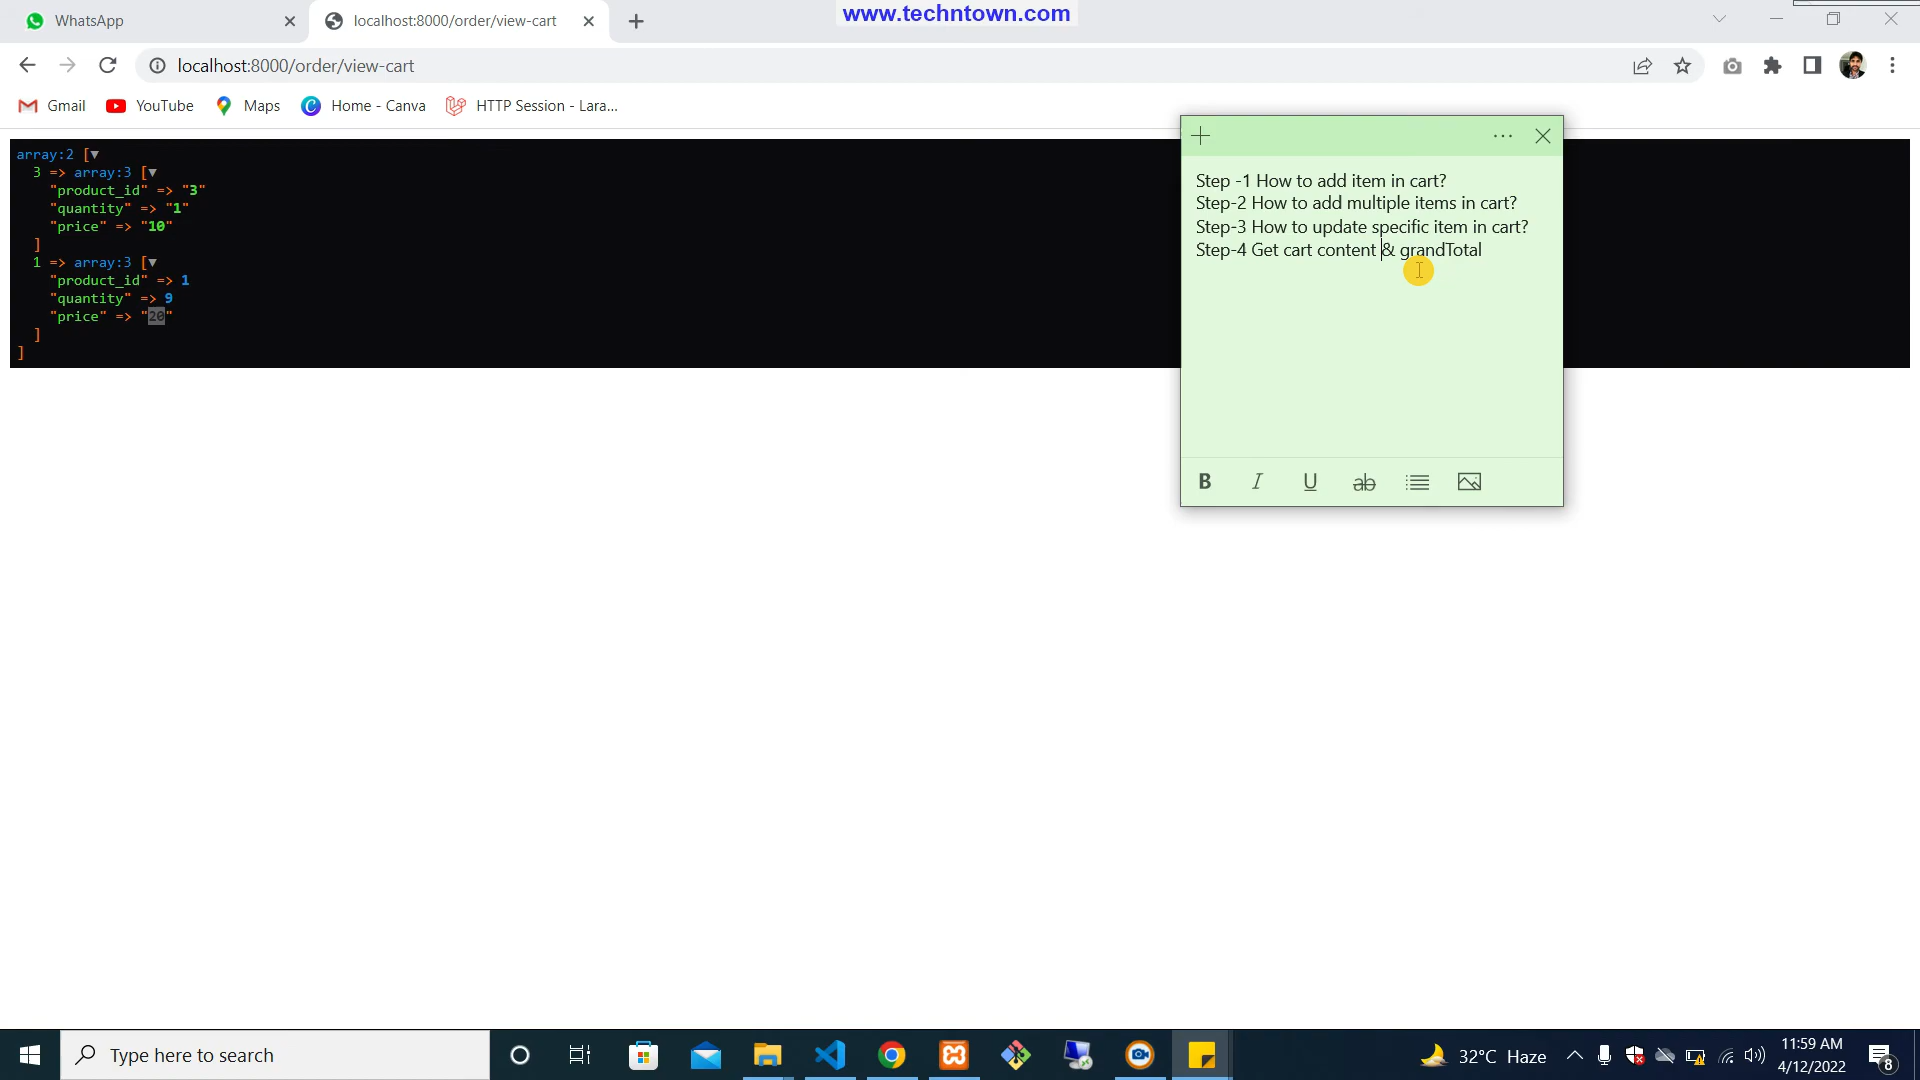 WhatsApp
localhost:8000/order/view-cart
www.techntown.com
localhost:8000/order/view-cart
Gmail
YouTube
Maps
Home - Canva
HTTP Session - Lara...
array:2 [▼
3 => array:3 [▼
"product_id" => "3"
"quantity" => "1"
"price" => "10"
]
1 => array:3 [▼
"product_id" => 1
"quantity" => 9
"price" => "20"
]
]
Step -1 How to add item in cart?
Step-2 How to add multiple items in cart?
Step-3 How to update specific item in cart?
Step-4 Get cart content & grandTotal
B I U ab
Type here to search
32°C Haze
11:59 AM
4/12/2022
8